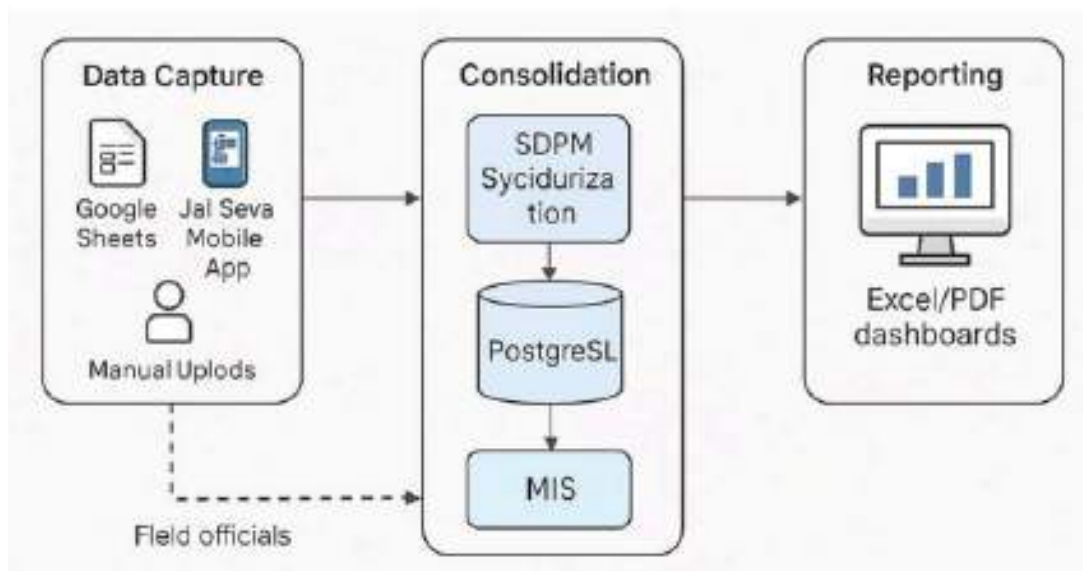 Data Capture
Google
Sheets
Jal Seva
Mobile
App
Manual Uplods
Field officials
Consolidation
SDPM
Syciduriza
tion
PostgreSL
MIS
Reporting
Excel/PDF
dashboards